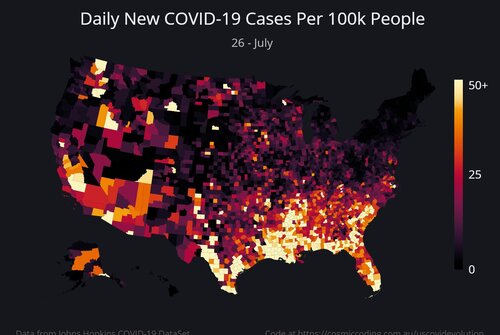 Daily New COVID-19 Cases Per 100k People
26 - July
50+
25
0
Data from Johns Hopkins COVID-19 DataSet
Code at https://cosmiccoding.com.au/uscovidevolution